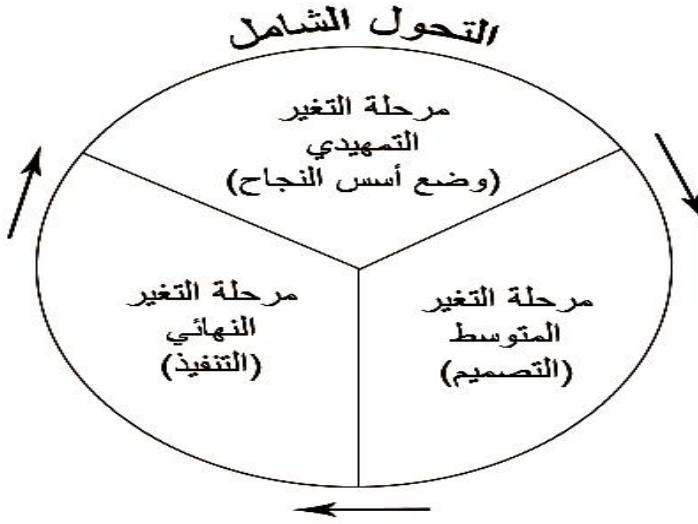 التحول الشامل
مرحلة التغير
التمهيدي
(وضع أسس النجاح)
مرحلة التغير
المتوسط
(التصميم)
مرحلة التغير
النهائي
(التنفيذ)